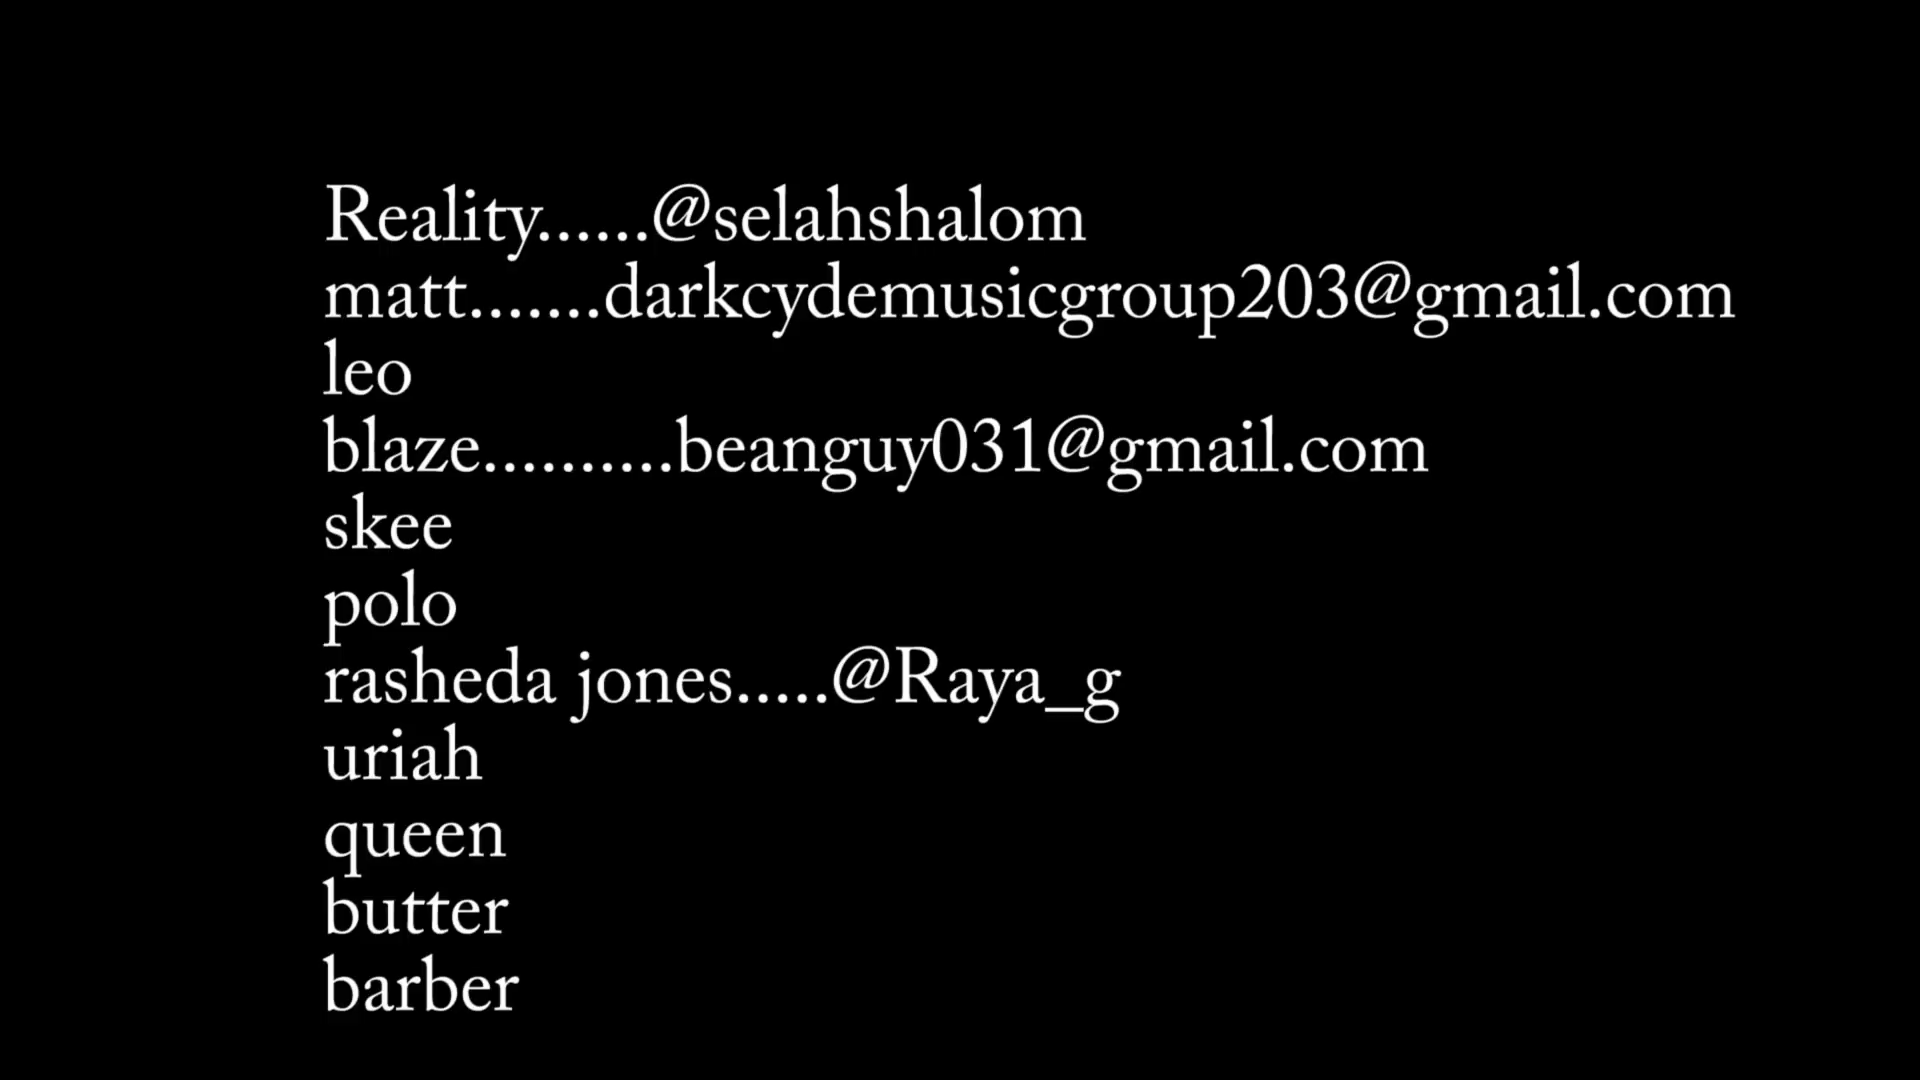 Reality......@selahshalom
matt.......darkcydemusicgroup203@gmail.com
leo
blaze..........beanguy031@gmail.com
skee
polo
rasheda jones.....@Raya_g
uriah
queen
butter
barber